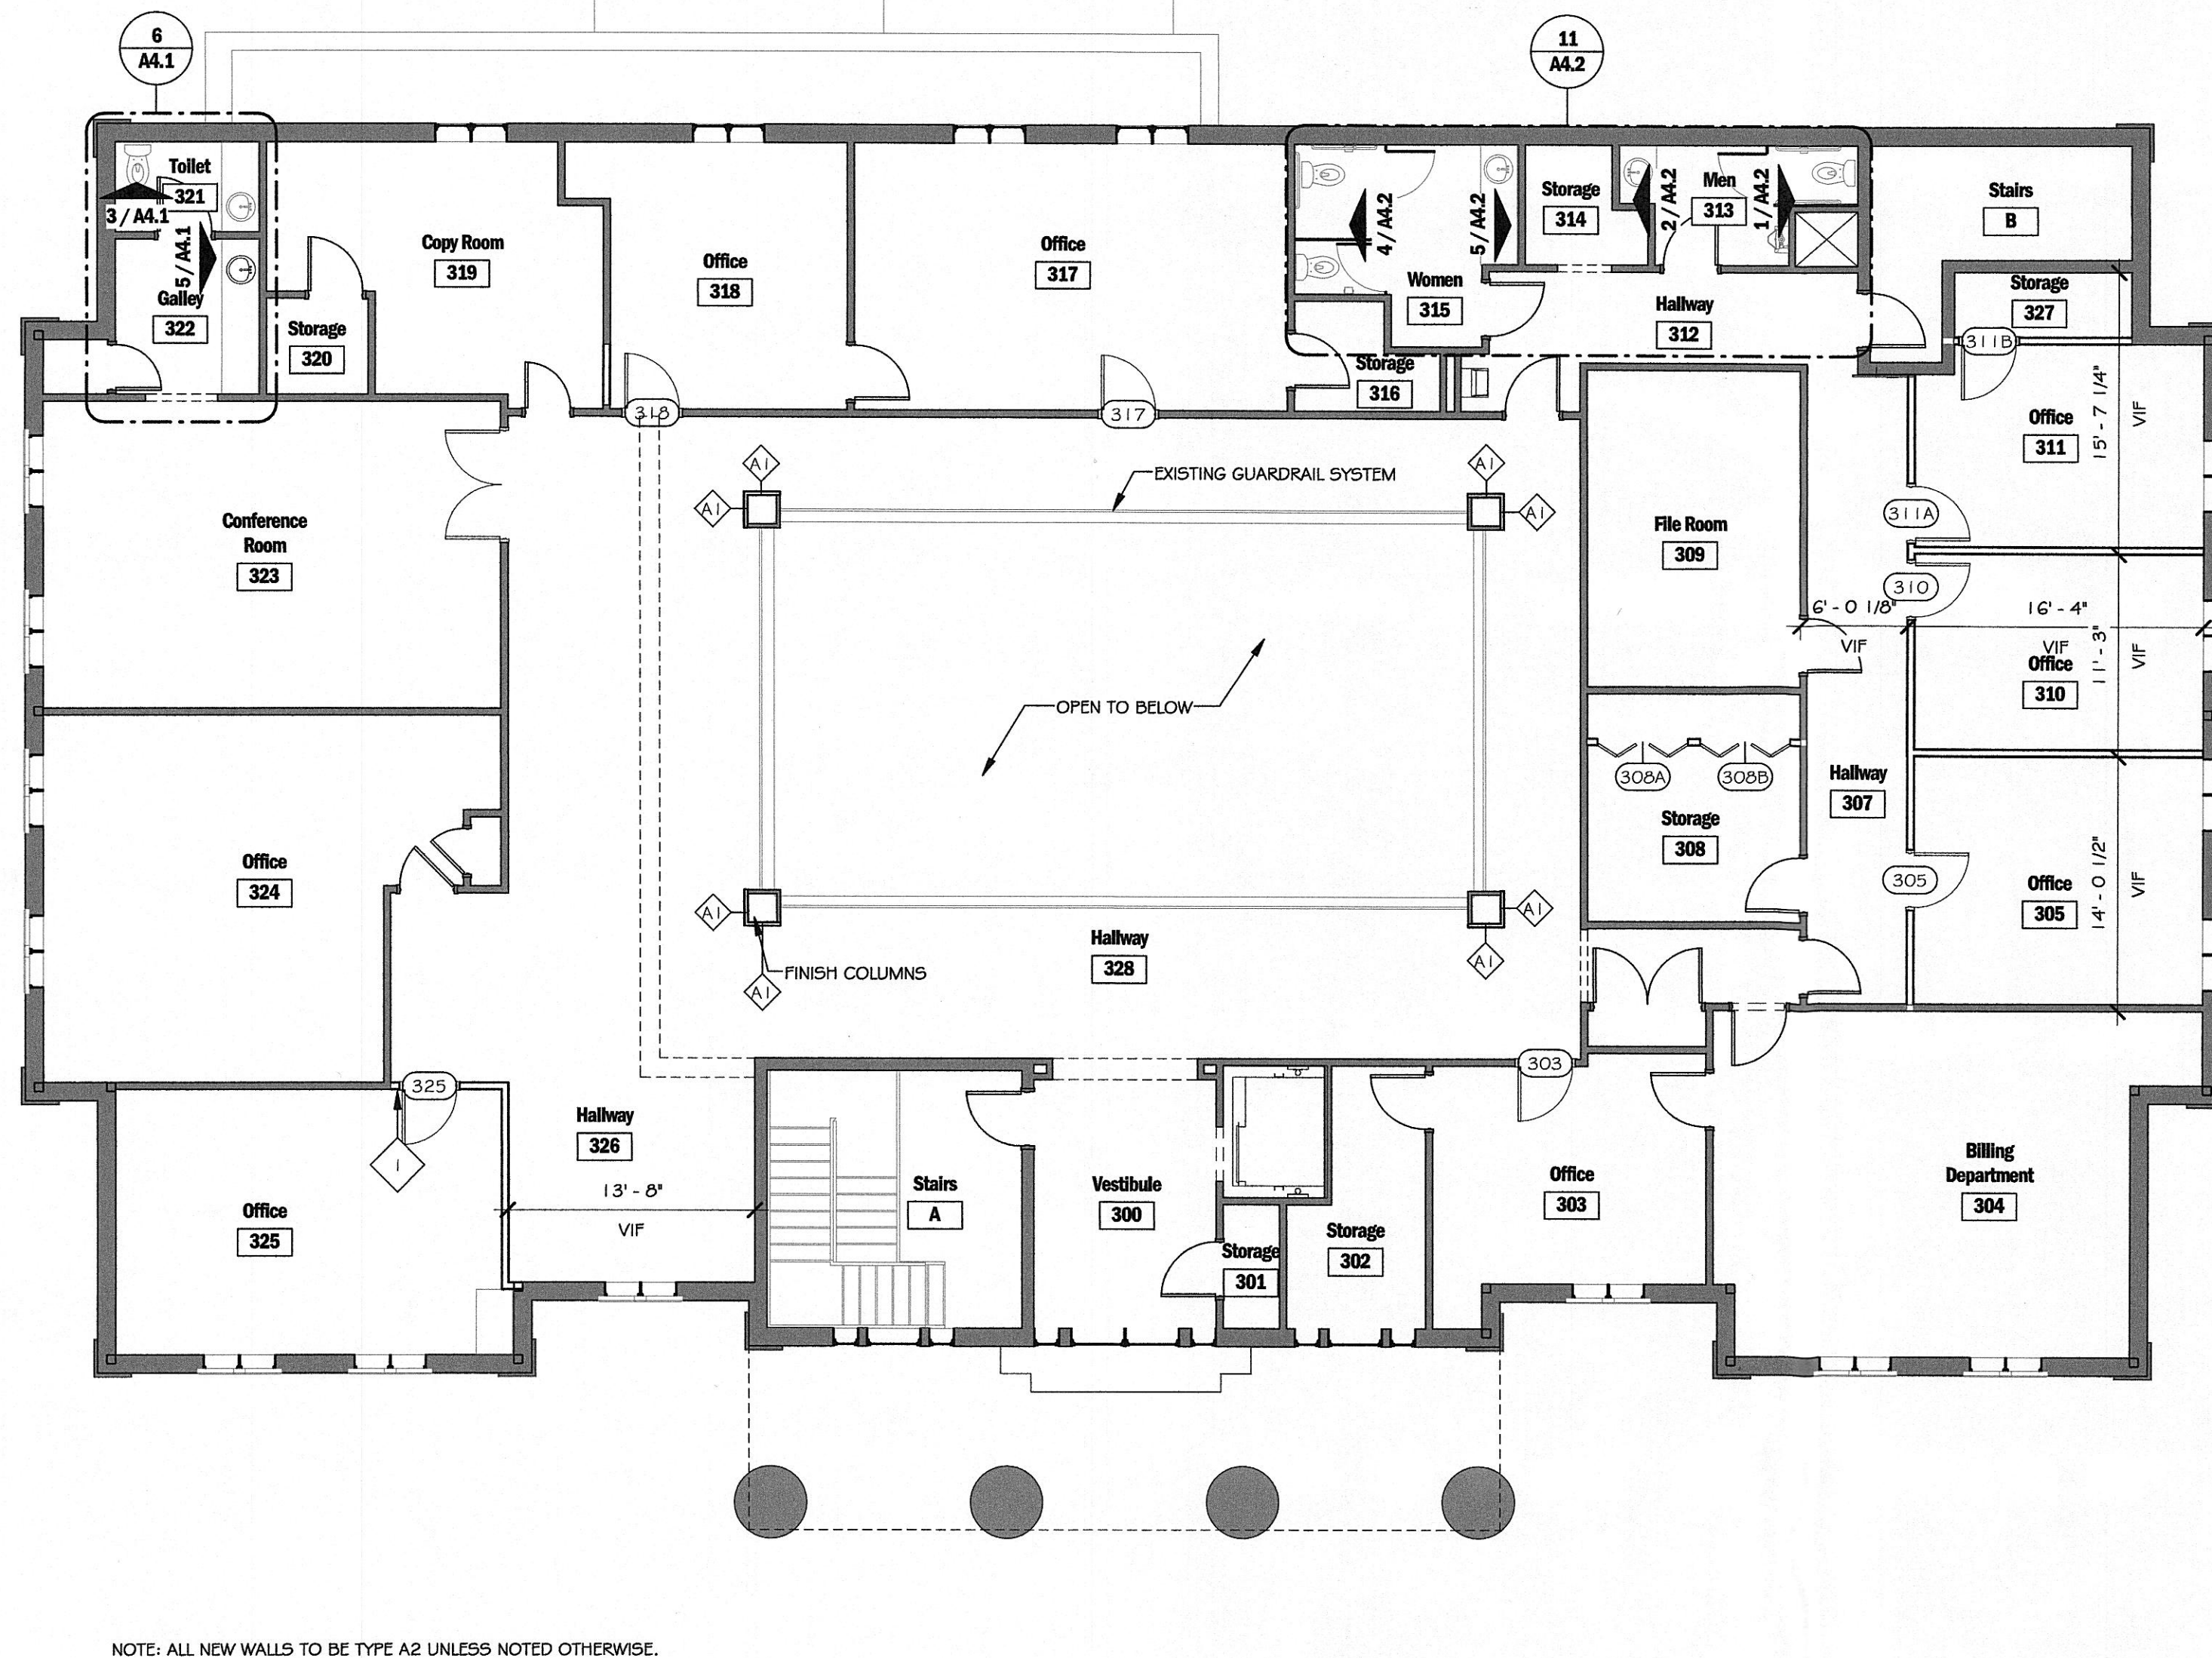 6
A4.1
11
A4.2
Toilet
321
3 / A4.1
5 / A4.1
Galley
322
Storage
320
Copy Room
319
Office
318
Office
317
4 / A4.2
5 / A4.2
Women
315
Storage
314
2 / A4.2
Men
313
1 / A4.2
Stairs
B
Hallway
312
Storage
327
311B
Storage
316
318
317
Office
311
15' - 7 1/4"
VIF
A1
A1
EXISTING GUARDRAIL SYSTEM
A1
A1
311A
Conference
Room
323
File Room
309
310
6' - 0 1/8"
VIF
16' - 4"
VIF
11' - 3"
VIF
Office
310
OPEN TO BELOW
308A
308B
Hallway
307
Storage
308
Office
324
305
Office
305
14' - 0 1/2"
VIF
A1
A1
A1
A1
Hallway
328
FINISH COLUMNS
325
303
1
Hallway
326
13' - 8"
VIF
Office
325
Stairs
A
Vestibule
300
Storage
301
Storage
302
Office
303
Billing
Department
304
NOTE: ALL NEW WALLS TO BE TYPE A2 UNLESS NOTED OTHERWISE.